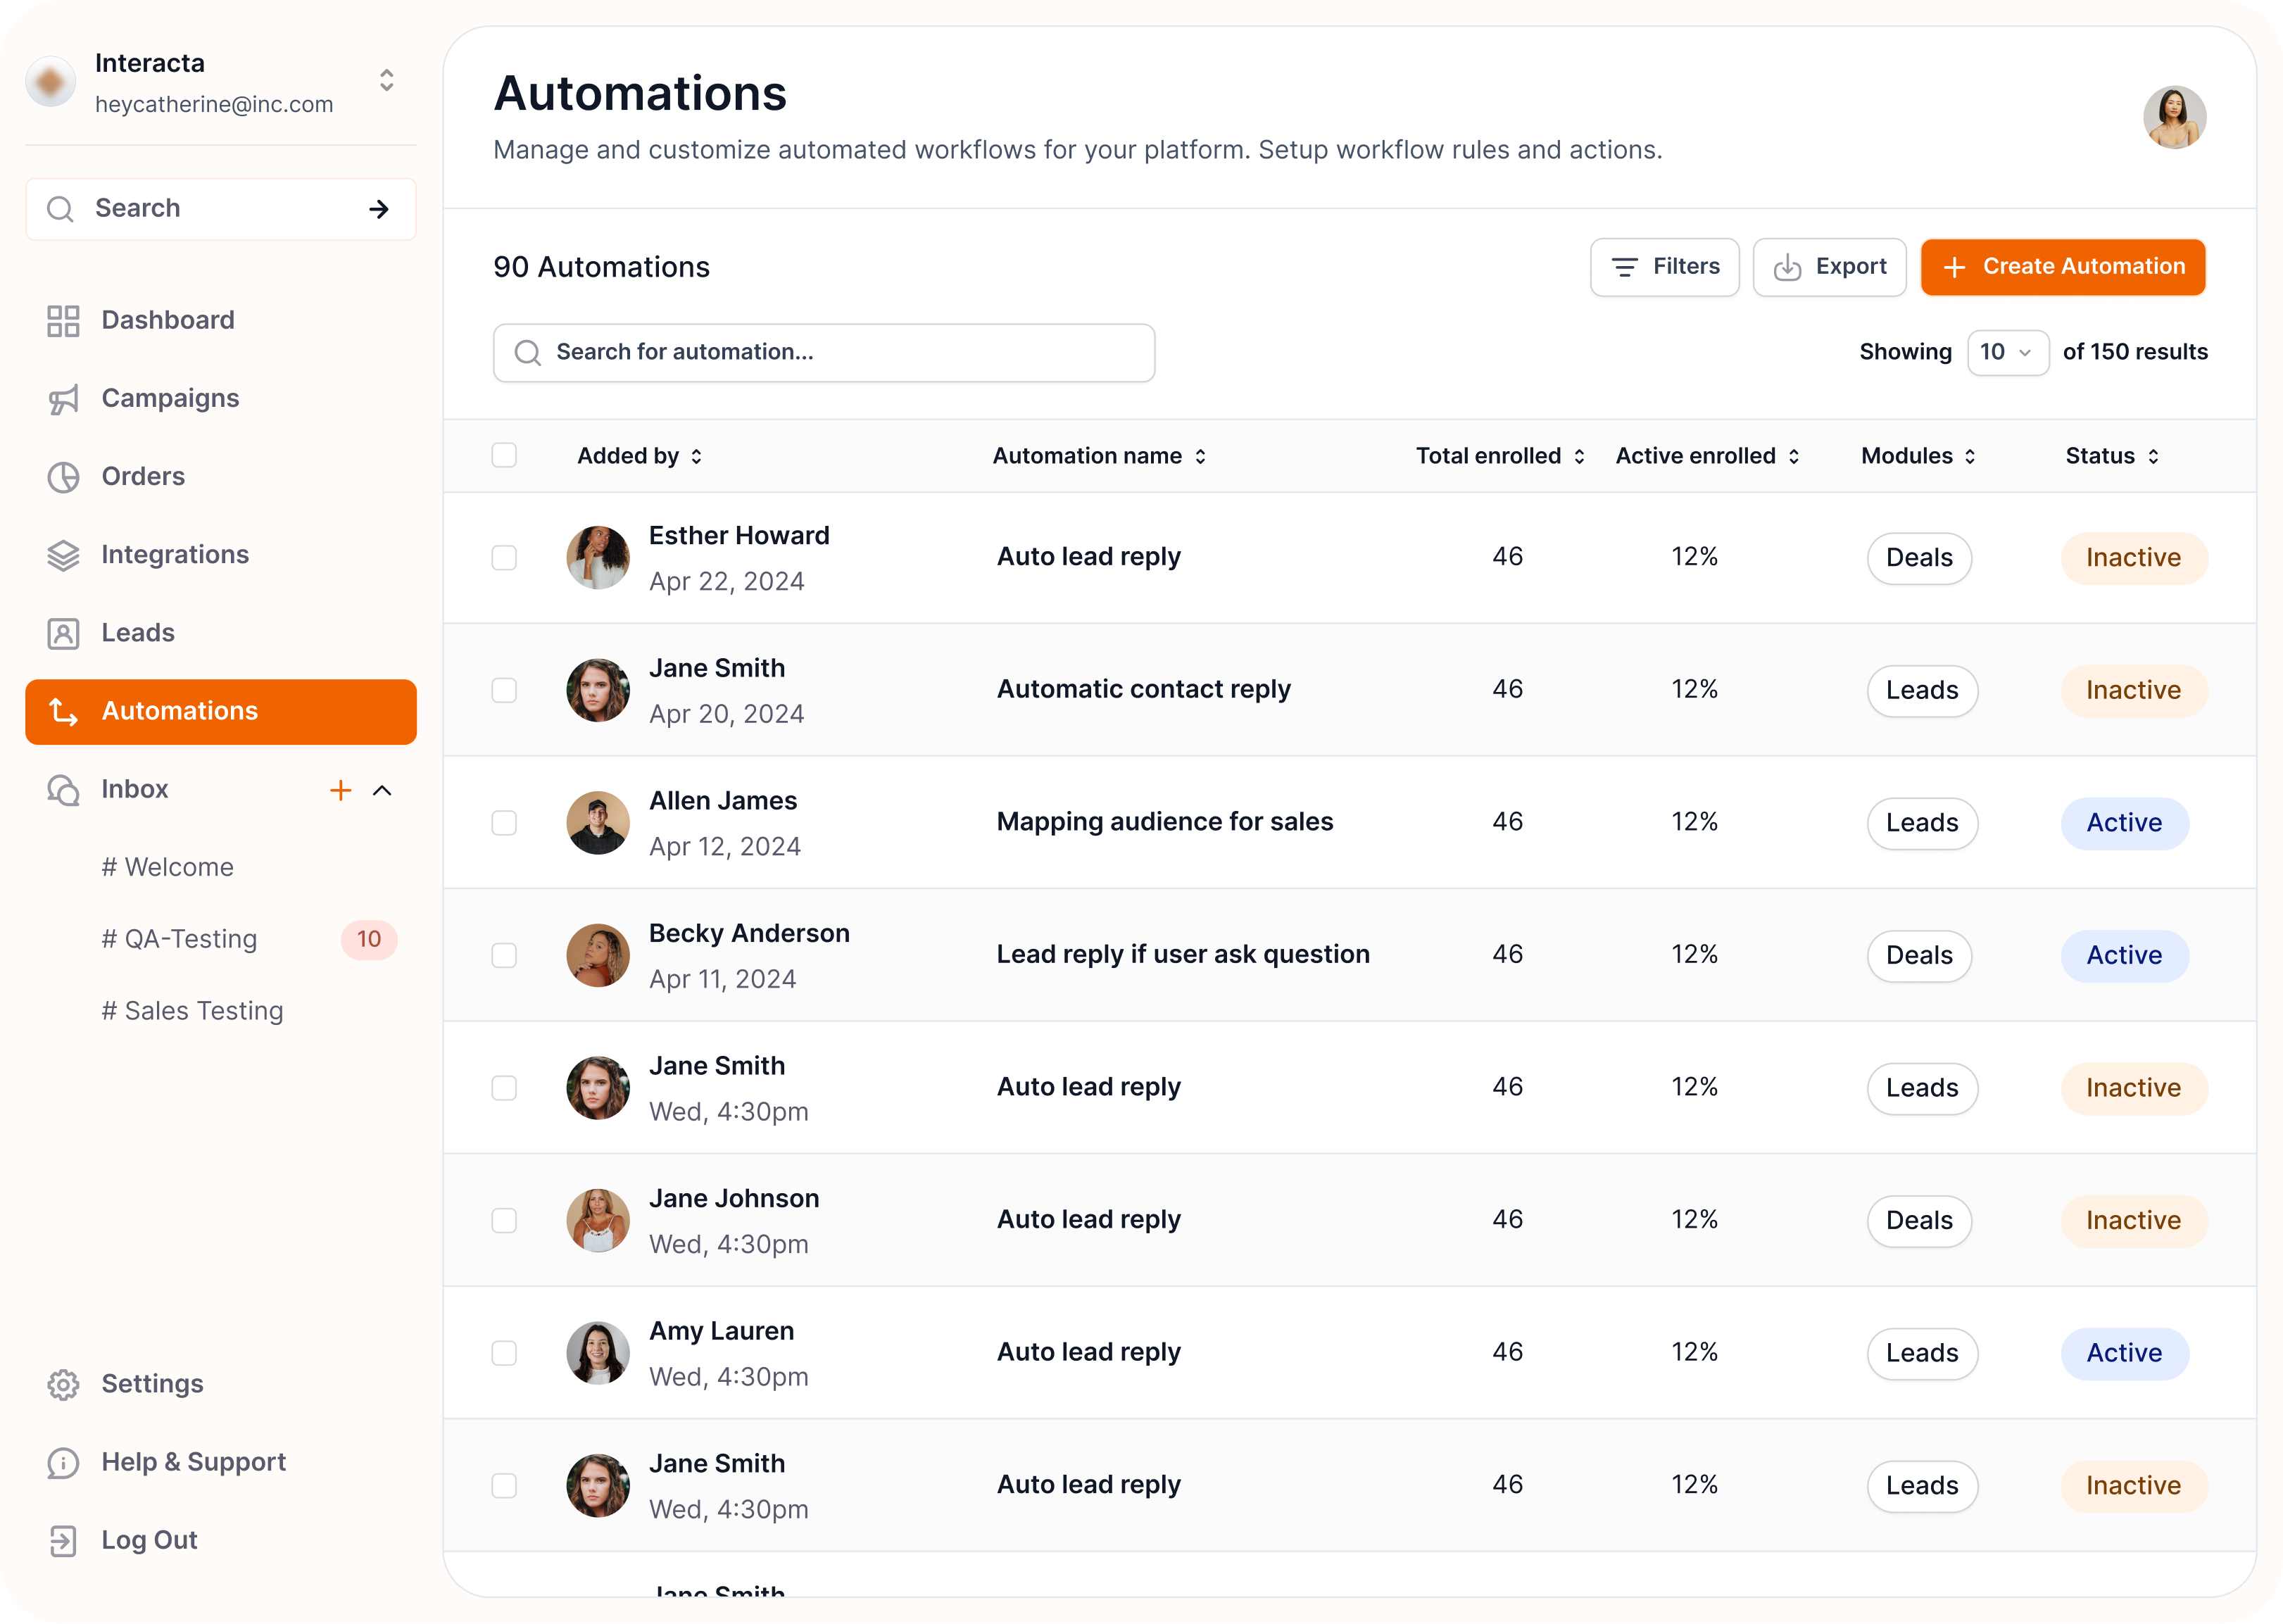 Interacta
heycatherine@inc.com
Search
Dashboard
Campaigns
Orders
Integrations
Leads
Automations
Inbox
# Welcome
# QA-Testing 10
# Sales Testing
Settings
Help & Support
Log Out
Automations
Manage and customize automated workflows for your platform. Setup workflow rules and actions.
90 Automations
Filters Export Create Automation
Search for automation...
Showing 10 of 150 results
Added by Automation name Total enrolled Active enrolled Modules Status
Esther Howard
Apr 22, 2024
Auto lead reply 46 12% Deals Inactive
Jane Smith
Apr 20, 2024
Automatic contact reply 46 12% Leads Inactive
Allen James
Apr 12, 2024
Mapping audience for sales 46 12% Leads Active
Becky Anderson
Apr 11, 2024
Lead reply if user ask question 46 12% Deals Active
Jane Smith
Wed, 4:30pm
Auto lead reply 46 12% Leads Inactive
Jane Johnson
Wed, 4:30pm
Auto lead reply 46 12% Deals Inactive
Amy Lauren
Wed, 4:30pm
Auto lead reply 46 12% Leads Active
Jane Smith
Wed, 4:30pm
Auto lead reply 46 12% Leads Inactive
Jane Smith